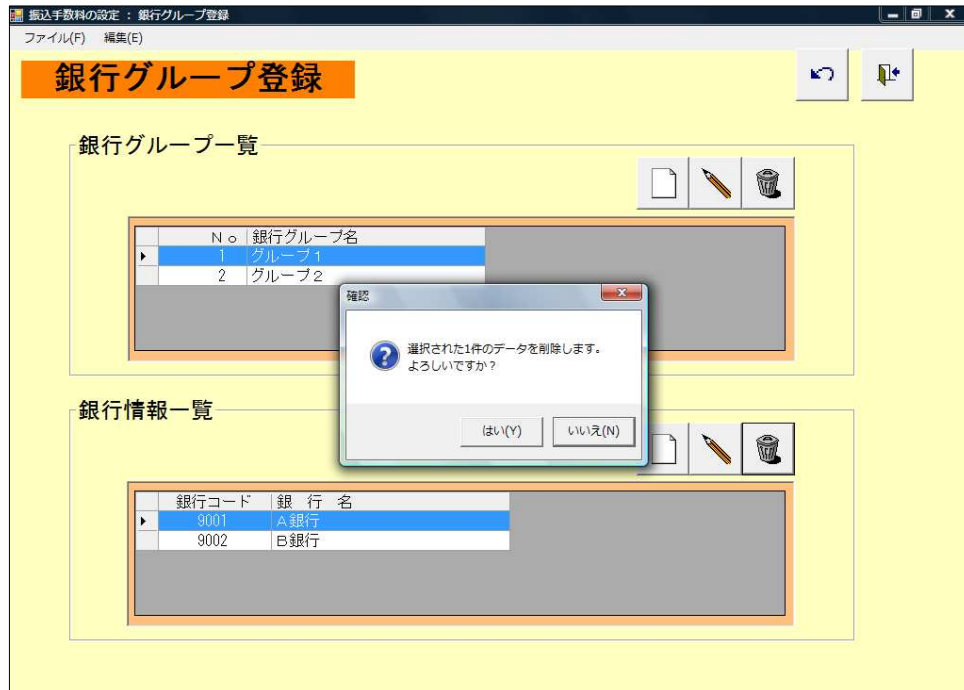 振込手数料の設定 : 銀行グループ登録
ファイル(F) 編集(E)
銀行グループ登録
銀行グループ一覧
No 銀行グループ名
1 グループ1
2 グループ2
確認
選択された1件のデータを削除します。
よろしいですか?
はい(Y) いいえ(N)
銀行情報一覧
銀行コード 銀 行 名
9001 A銀行
9002 B銀行